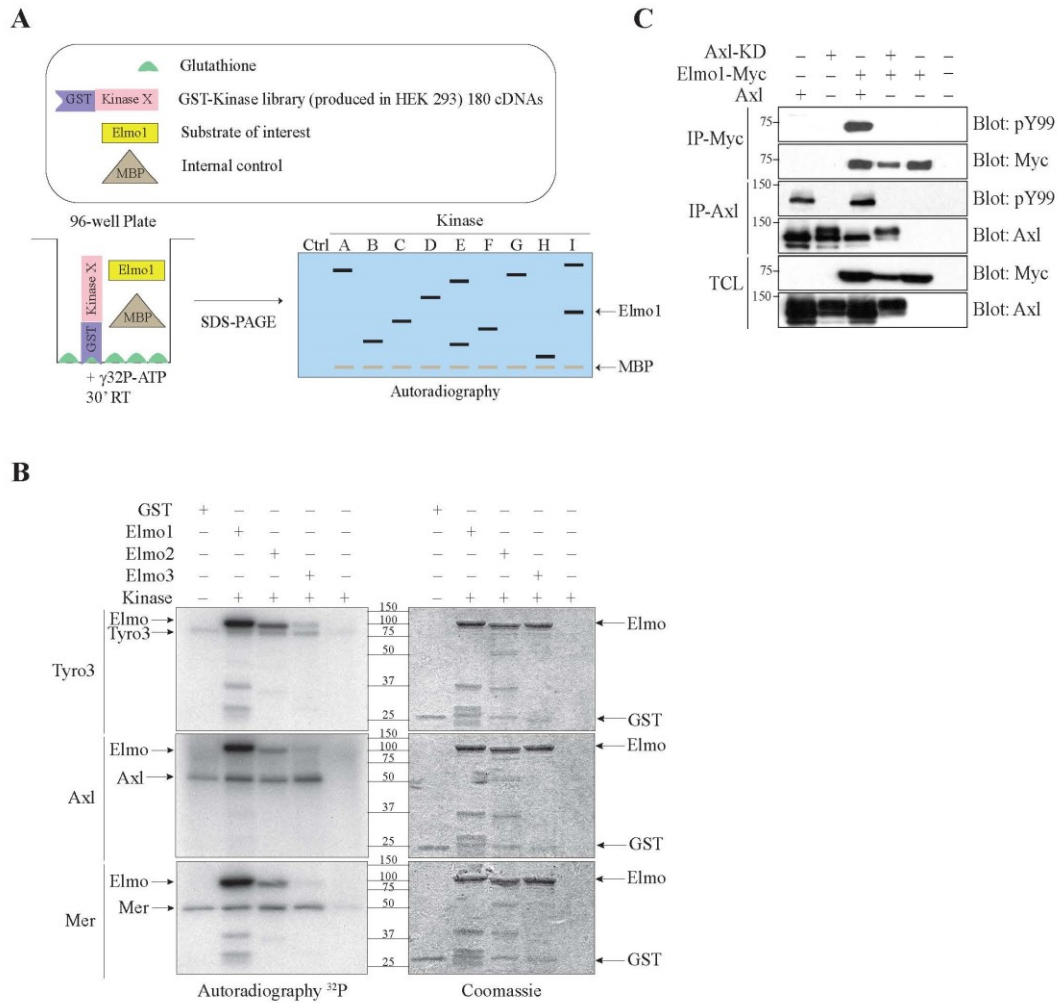 A
Glutathione
GST Kinase X GST-Kinase library (produced in HEK 293) 180 cDNAs
Elmo1 Substrate of interest
MBP Internal control
96-well Plate
Kinase X
GST
Elmo1
MBP
+ γ32P-ATP
30' RT
SDS-PAGE
Kinase
Ctrl A B C D E F G H I
Elmo1
MBP
Autoradiography
C
Axl-KD – + – + – –
Elmo1-Myc – – + + + –
Axl + – + – – –
IP-Myc
75 Blot: pY99
75 Blot: Myc
IP-Axl
150 Blot: pY99
150 Blot: Axl
TCL
75 Blot: Myc
150 Blot: Axl
B
GST + – – – – + – – – –
Elmo1 – + – – – – + – – –
Elmo2 – – + – – – – + – –
Elmo3 – – – + – – – – + –
Kinase – + + + + – + + + +
Tyro3
Elmo
Tyro3
150
100
75
50
37
25
Elmo
GST
Axl
Elmo
Axl
150
100
75
50
37
25
Elmo
GST
Mer
Elmo
Mer
150
100
75
50
37
25
Elmo
GST
Autoradiography ³²P
Coomassie